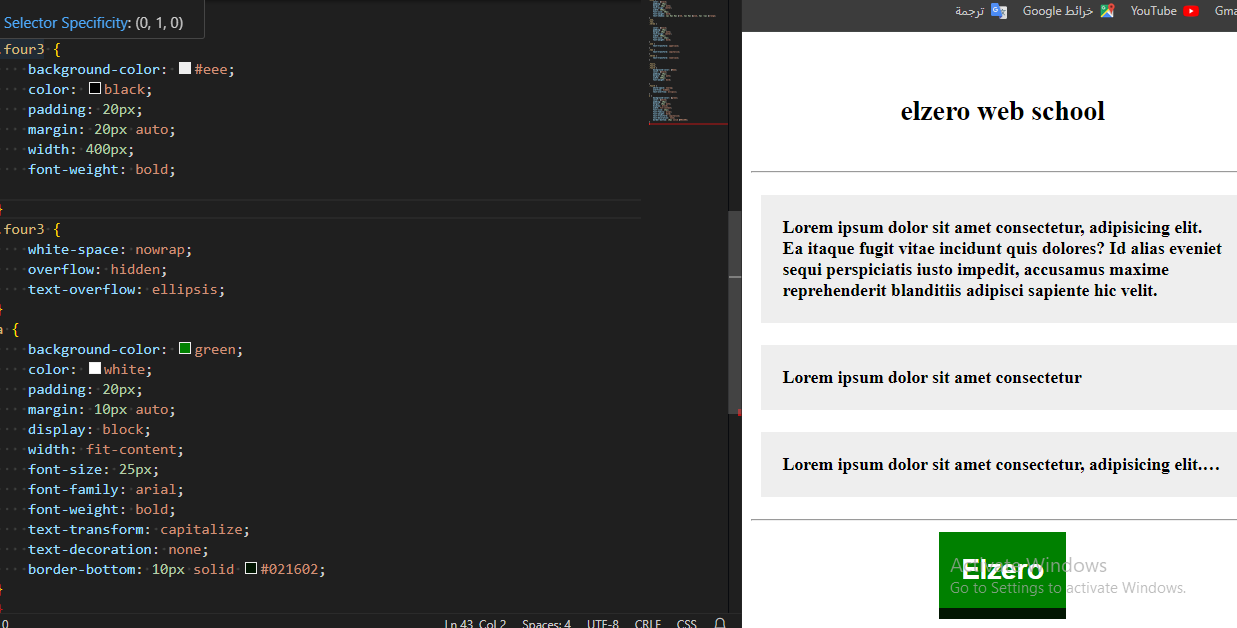 Selector Specificity: (0, 1, 0)
.four3 {
background-color: #eee;
color: black;
padding: 20px;
margin: 20px auto;
width: 400px;
font-weight: bold;
}
.four3 {
white-space: nowrap;
overflow: hidden;
text-overflow: ellipsis;
}
a {
background-color: green;
color: white;
padding: 20px;
margin: 10px auto;
display: block;
width: fit-content;
font-size: 25px;
font-family: arial;
font-weight: bold;
text-transform: capitalize;
text-decoration: none;
border-bottom: 10px solid #021602;
}
}
0
Ln 43, Col 2 Spaces: 4 UTF-8 CRLF CSS
ترجمة
خرائط Google
YouTube
Gma
elzero web school
Lorem ipsum dolor sit amet consectetur, adipisicing elit.
Ea itaque fugit vitae incidunt quis dolores? Id alias eveniet
sequi perspiciatis iusto impedit, accusamus maxime
reprehenderit blanditiis adipisci sapiente hic velit.
Lorem ipsum dolor sit amet consectetur
Lorem ipsum dolor sit amet consectetur, adipisicing elit.…
Elzero
Activate Windows
Go to Settings to activate Windows.